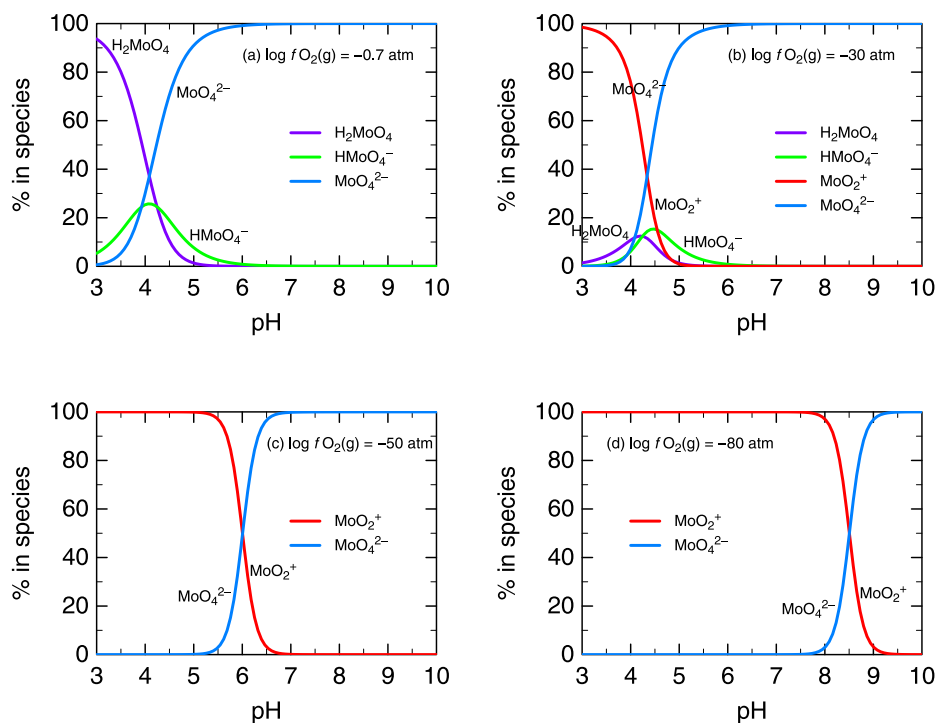 100
80
60
40
20
0
% in species
H₂MoO₄
(a) log f O₂(g) = −0.7 atm
MoO₄²⁻
H₂MoO₄
HMoO₄⁻
MoO₄²⁻
HMoO₄⁻
3 4 5 6 7 8 9 10
pH
100
80
60
40
20
0
% in species
(b) log f O₂(g) = −30 atm
MoO₄²⁻
H₂MoO₄
HMoO₄⁻
MoO₂⁺
MoO₄²⁻
MoO₂⁺
H₂MoO₄
HMoO₄⁻
3 4 5 6 7 8 9 10
pH
100
80
60
40
20
0
% in species
(c) log f O₂(g) = −50 atm
MoO₂⁺
MoO₄²⁻
MoO₂⁺
MoO₄²⁻
3 4 5 6 7 8 9 10
pH
100
80
60
40
20
0
% in species
(d) log f O₂(g) = −80 atm
MoO₂⁺
MoO₄²⁻
MoO₄²⁻
MoO₂⁺
3 4 5 6 7 8 9 10
pH